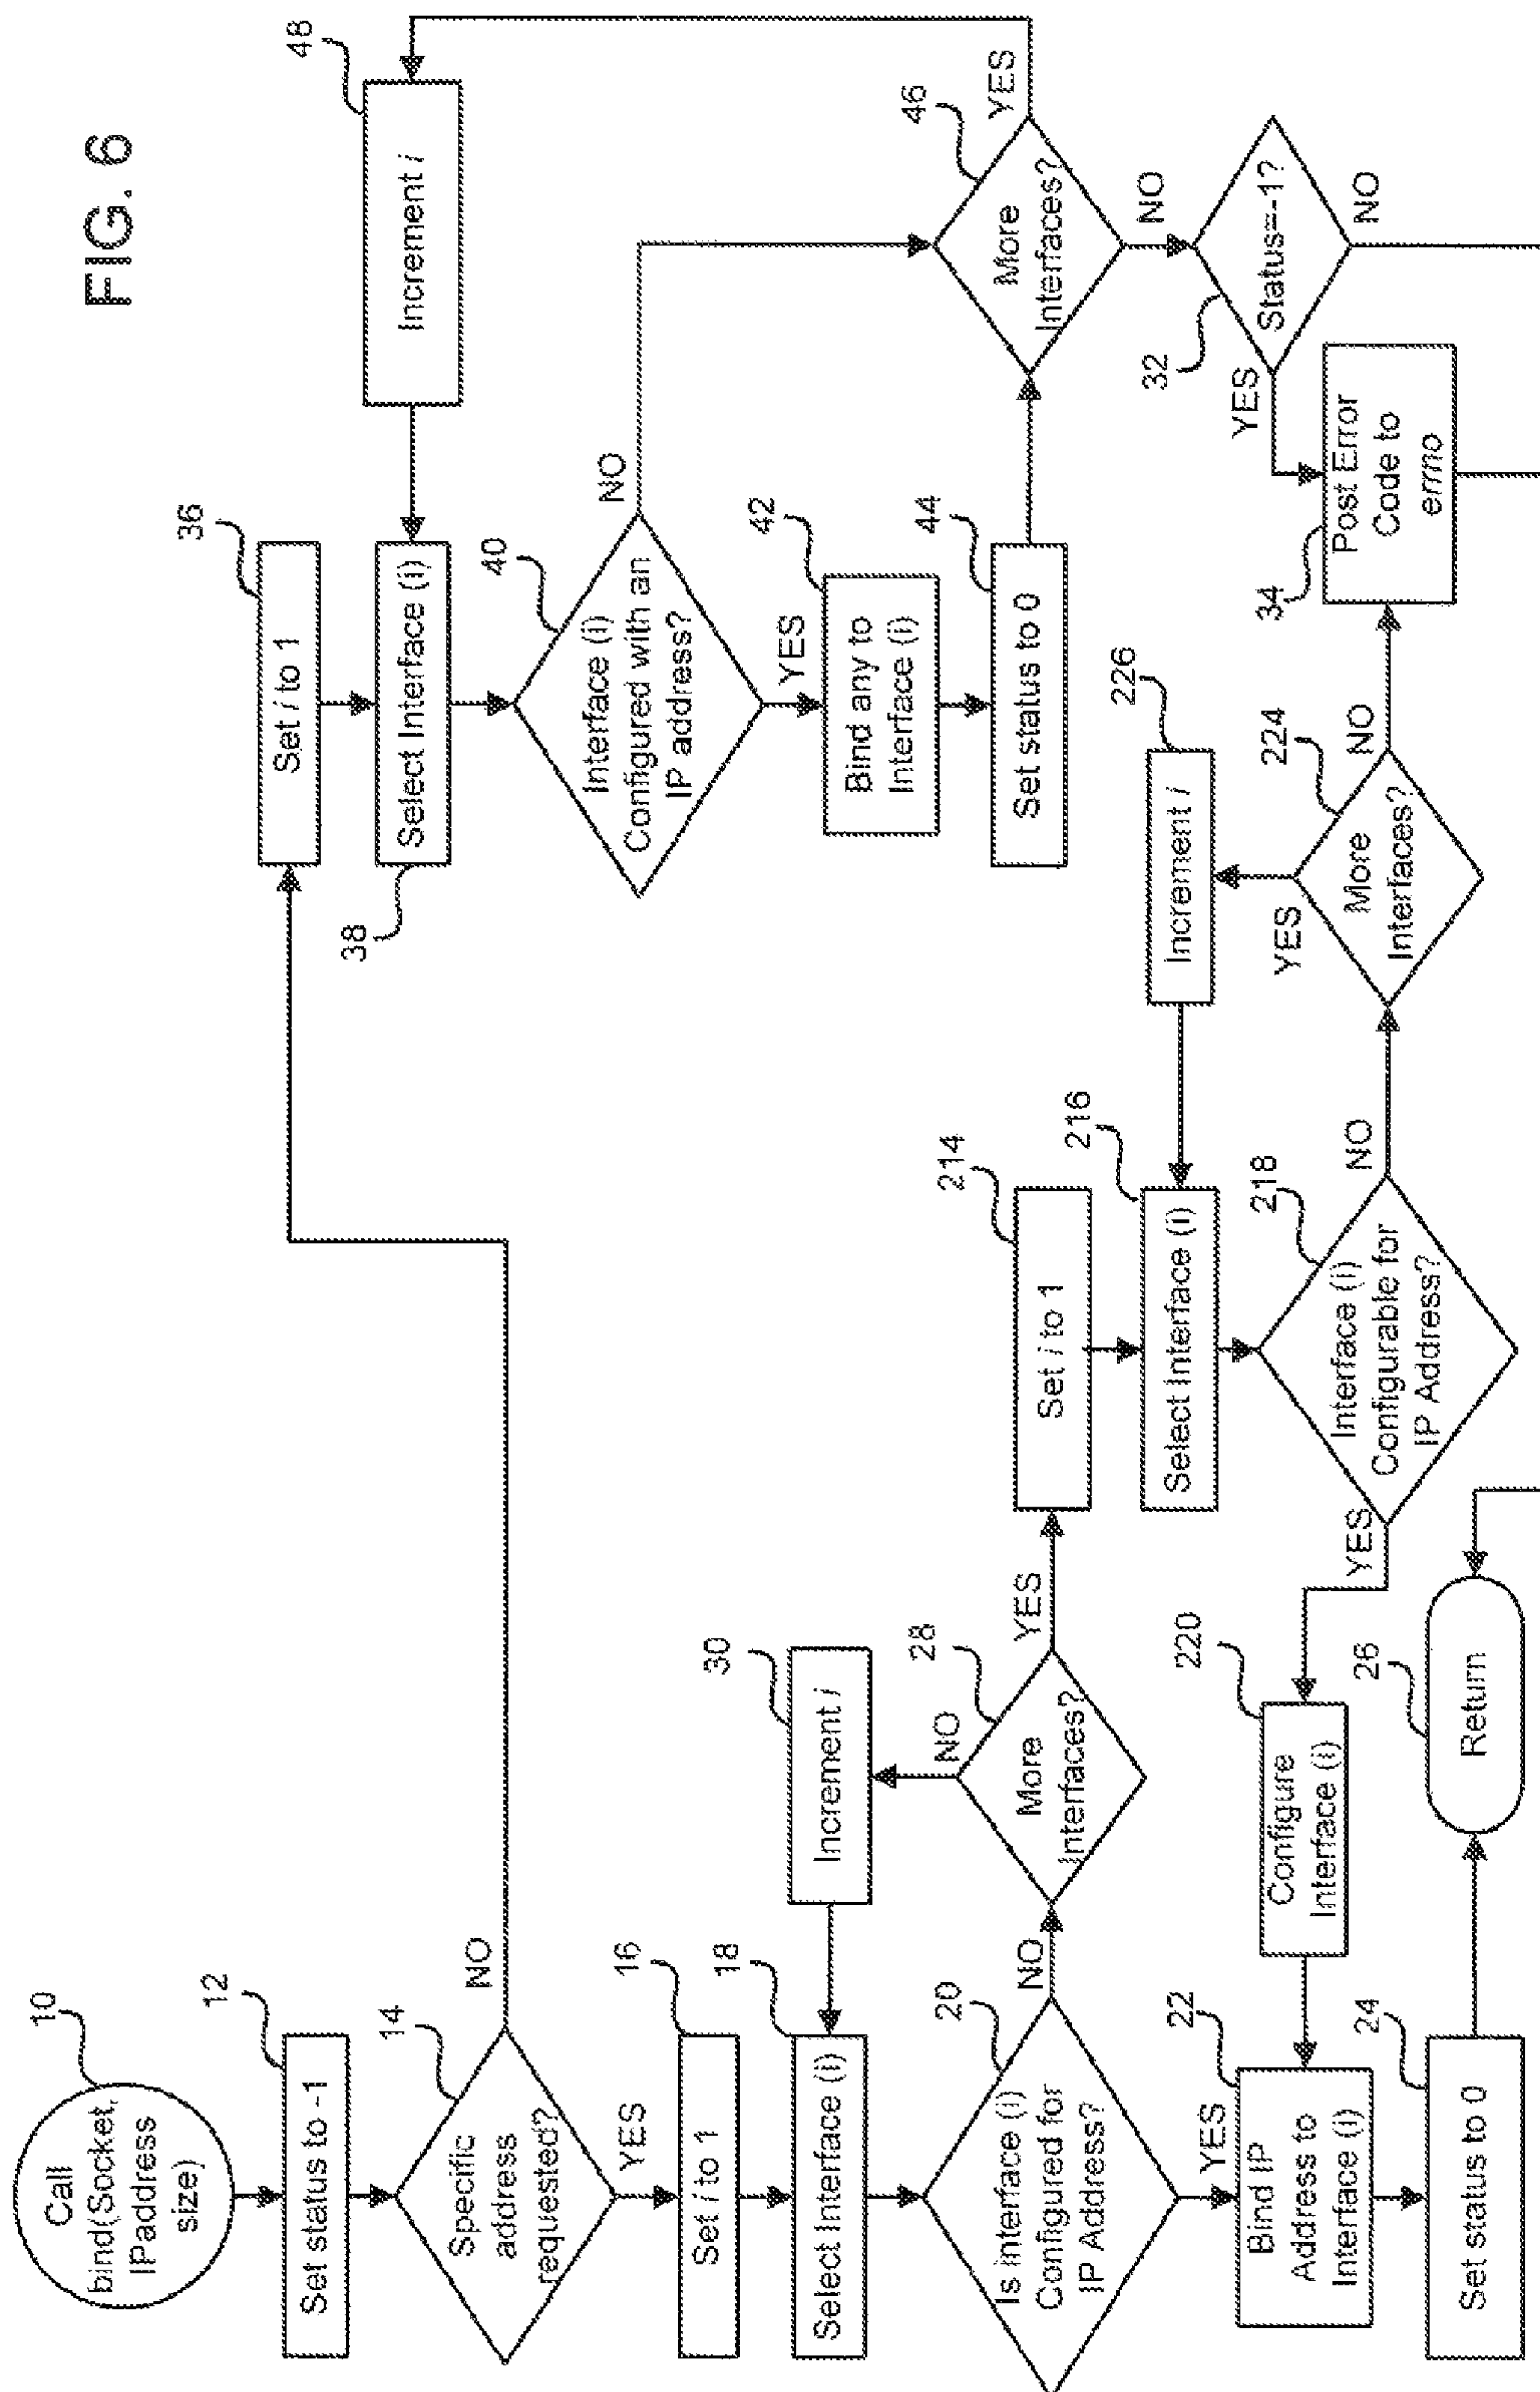 FIG. 6
10
Call
bind(Socket,
IPaddress
size)
12
Set status to -1
14
Specific
address
requested?
NO
YES
16
Set i to 1
18
Select Interface (i)
20
Is interface (i)
Configured for
IP Address?
NO
YES
22
Bind IP
Address to
Interface (i)
24
Set status to 0
26
Return
28
More
Interfaces?
NO
YES
30
Increment i
214
Set i to 1
216
Select Interface (i)
218
Interface (i)
Configurable for
IP Address?
YES
NO
220
Configure
Interface (i)
224
More
Interfaces?
YES
NO
226
Increment i
36
Set i to 1
38
Select Interface (i)
40
Interface (i)
Configured with an
IP address?
NO
YES
42
Bind any to
Interface (i)
44
Set status to 0
46
More
Interfaces?
YES
NO
48
Increment i
32
Status=-1?
YES
NO
34
Post Error
Code to
errno